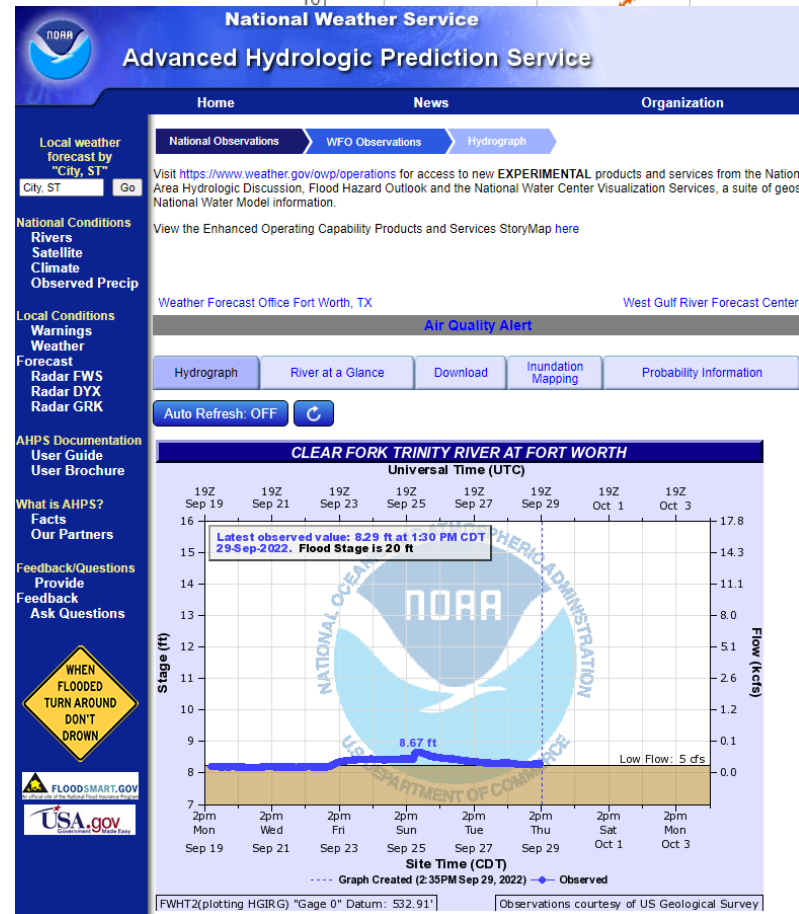 10
National Weather Service
NOAA
Advanced Hydrologic Prediction Service
Home
News
Organization
Local weather
forecast by
"City, ST"
City, ST
Go
National Conditions
Rivers
Satellite
Climate
Observed Precip
Local Conditions
Warnings
Weather
Forecast
Radar FWS
Radar DYX
Radar GRK
AHPS Documentation
User Guide
User Brochure
What is AHPS?
Facts
Our Partners
Feedback/Questions
Provide
Feedback
Ask Questions
WHEN
FLOODED
TURN AROUND
DON'T
DROWN
FLOODSMART.GOV
An official site of the National Flood Insurance Program
USA.gov
Government Made Easy
National Observations
WFO Observations
Hydrograph
Visit https://www.weather.gov/owp/operations for access to new EXPERIMENTAL products and services from the Nation
Area Hydrologic Discussion, Flood Hazard Outlook and the National Water Center Visualization Services, a suite of geos
National Water Model information.
View the Enhanced Operating Capability Products and Services StoryMap here
Weather Forecast Office Fort Worth, TX
West Gulf River Forecast Center
Air Quality Alert
Hydrograph
River at a Glance
Download
Inundation
Mapping
Probability Information
Auto Refresh: OFF
CLEAR FORK TRINITY RIVER AT FORT WORTH
Universal Time (UTC)
19Z 19Z 19Z 19Z 19Z 19Z 19Z 19Z
Sep 19 Sep 21 Sep 23 Sep 25 Sep 27 Sep 29 Oct 1 Oct 3
Latest observed value: 8.29 ft at 1:30 PM CDT
29-Sep-2022. Flood Stage is 20 ft
NATIONAL OCEANIC AND ATMOSPHERIC ADMINISTRATION
NOAA
U.S. DEPARTMENT OF COMMERCE
Stage (ft)
16
15
14
13
12
11
10
9
8
7
17.8
14.3
11.1
8.0
5.1
2.6
1.2
0.1
0.0
Flow (kcfs)
8.67 ft
Low Flow: 5 cfs
2pm 2pm 2pm 2pm 2pm 2pm 2pm 2pm
Mon Wed Fri Sun Tue Thu Sat Mon
Sep 19 Sep 21 Sep 23 Sep 25 Sep 27 Sep 29 Oct 1 Oct 3
Site Time (CDT)
---- Graph Created (2:35PM Sep 29, 2022) Observed
FWHT2(plotting HGIRG) "Gage 0" Datum: 532.91'
Observations courtesy of US Geological Survey